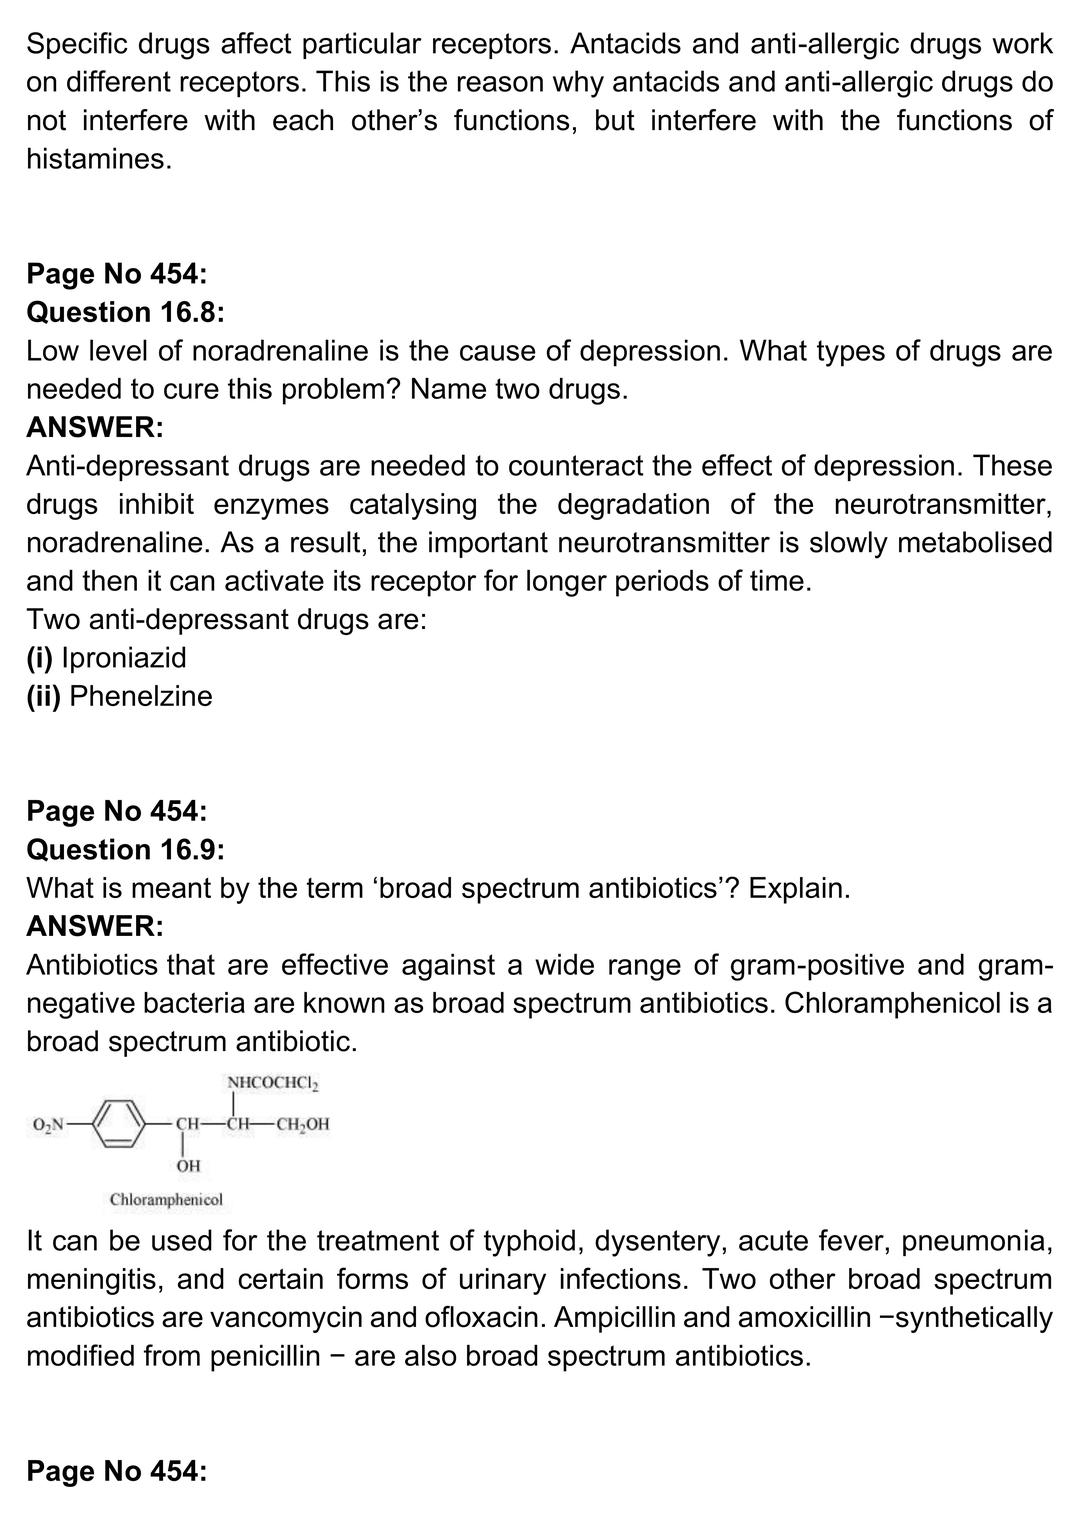 Specific drugs affect particular receptors. Antacids and anti-allergic drugs work
on different receptors. This is the reason why antacids and anti-allergic drugs do
not interfere with each other’s functions, but interfere with the functions of
histamines.
Page No 454:
Question 16.8:
Low level of noradrenaline is the cause of depression. What types of drugs are
needed to cure this problem? Name two drugs.
ANSWER:
Anti-depressant drugs are needed to counteract the effect of depression. These
drugs inhibit enzymes catalysing the degradation of the neurotransmitter,
noradrenaline. As a result, the important neurotransmitter is slowly metabolised
and then it can activate its receptor for longer periods of time.
Two anti-depressant drugs are:
(i) Iproniazid
(ii) Phenelzine
Page No 454:
Question 16.9:
What is meant by the term ‘broad spectrum antibiotics’? Explain.
ANSWER:
Antibiotics that are effective against a wide range of gram-positive and gram-
negative bacteria are known as broad spectrum antibiotics. Chloramphenicol is a
broad spectrum antibiotic.
NHCOCHCl₂
O₂N CH CH CH₂OH
OH
Chloramphenicol
It can be used for the treatment of typhoid, dysentery, acute fever, pneumonia,
meningitis, and certain forms of urinary infections. Two other broad spectrum
antibiotics are vancomycin and ofloxacin. Ampicillin and amoxicillin −synthetically
modified from penicillin − are also broad spectrum antibiotics.
Page No 454: